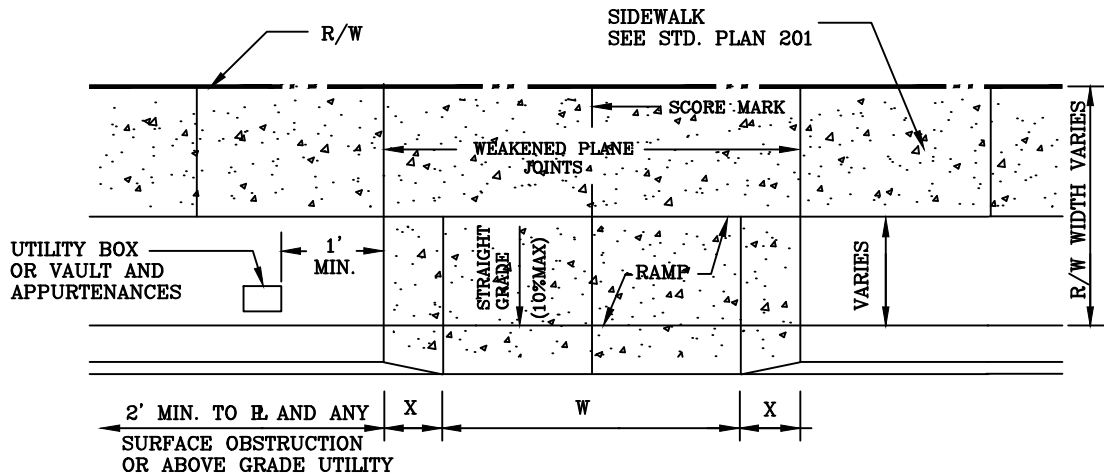 SIDEWALK
SEE STD. PLAN 201
R/W
SCORE MARK
WEAKENED PLANE
JOINTS
R/W WIDTH VARIES
UTILITY BOX
OR VAULT AND
APPURTENANCES
1'
MIN.
STRAIGHT
GRADE
(10%MAX)
RAMP
VARIES
2' MIN. TO PL AND ANY
SURFACE OBSTRUCTION
OR ABOVE GRADE UTILITY
X
W
X